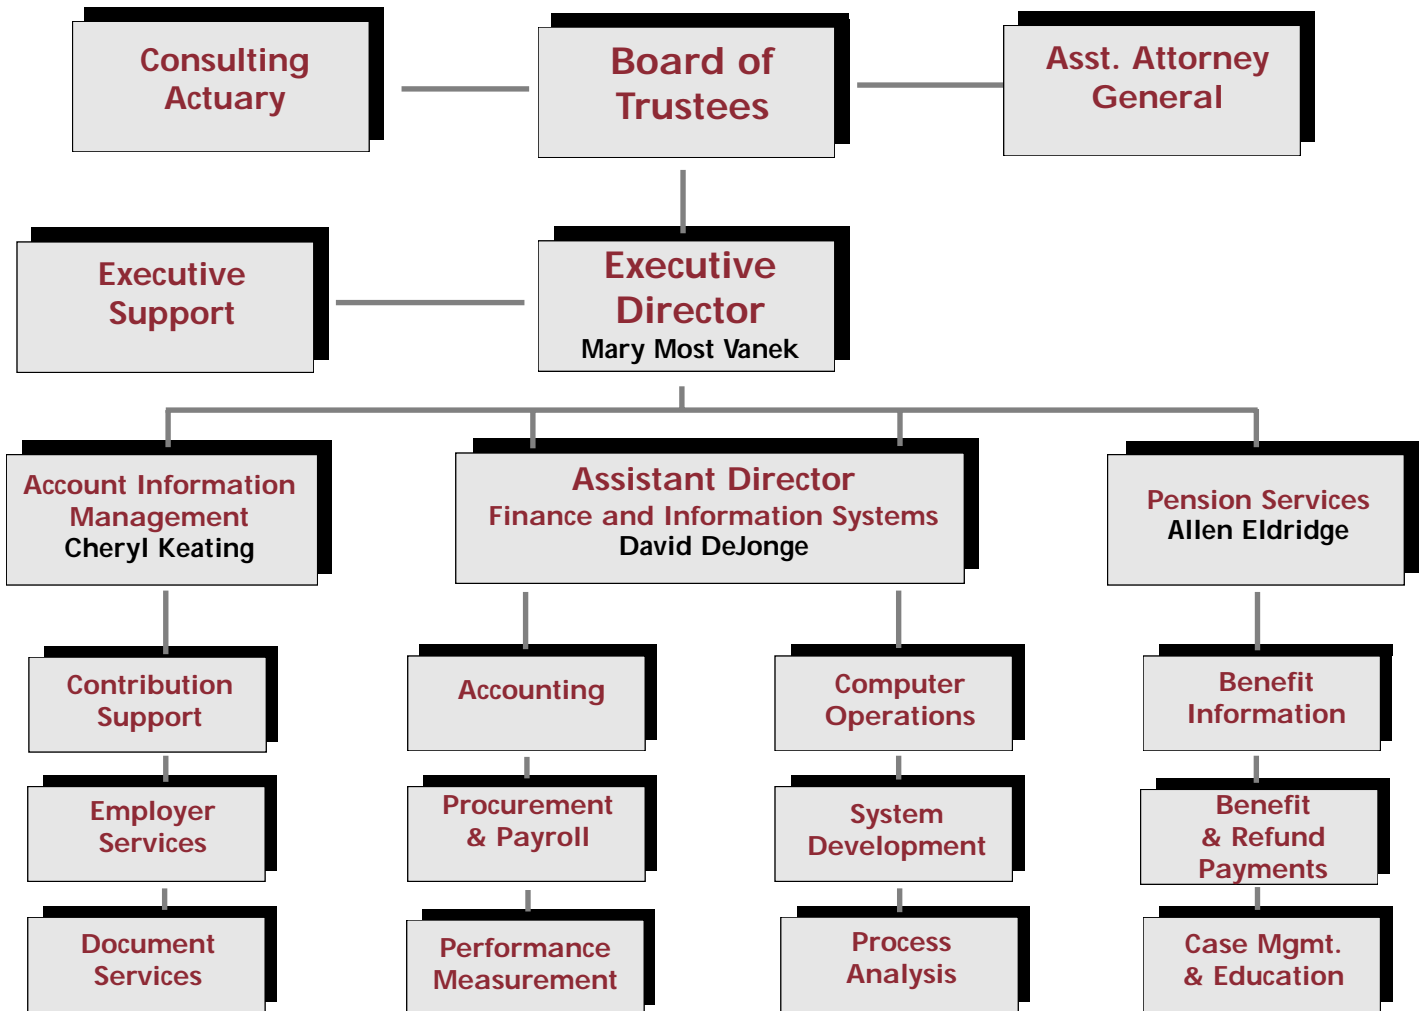 Consulting
Actuary
Board of
Trustees
Asst. Attorney
General
Executive
Support
Executive
Director
Mary Most Vanek
Account Information
Management
Cheryl Keating
Assistant Director
Finance and Information Systems
David DeJonge
Pension Services
Allen Eldridge
Contribution
Support
Accounting
Computer
Operations
Benefit
Information
Employer
Services
Procurement
& Payroll
System
Development
Benefit
& Refund
Payments
Document
Services
Performance
Measurement
Process
Analysis
Case Mgmt.
& Education